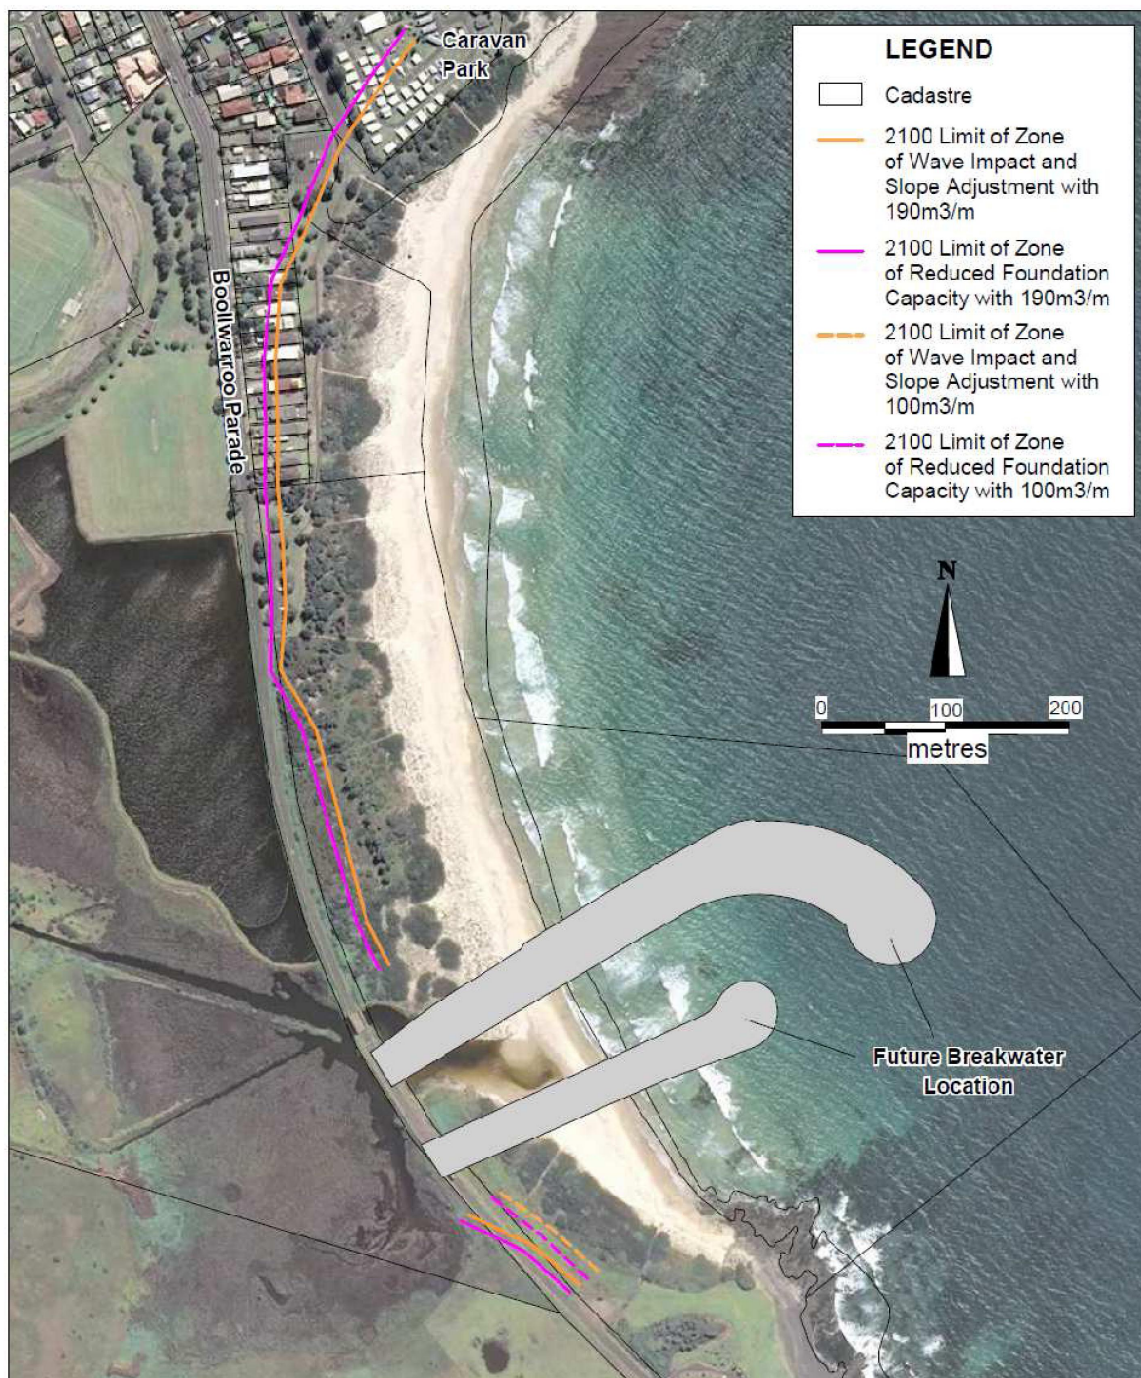 Caravan
Park
LEGEND
Cadastre
2100 Limit of Zone
of Wave Impact and
Slope Adjustment with
190m3/m
2100 Limit of Zone
of Reduced Foundation
Capacity with 190m3/m
2100 Limit of Zone
of Wave Impact and
Slope Adjustment with
100m3/m
2100 Limit of Zone
of Reduced Foundation
Capacity with 100m3/m
Boollwarroo Parade
N
0 100 200
metres
Future Breakwater
Location